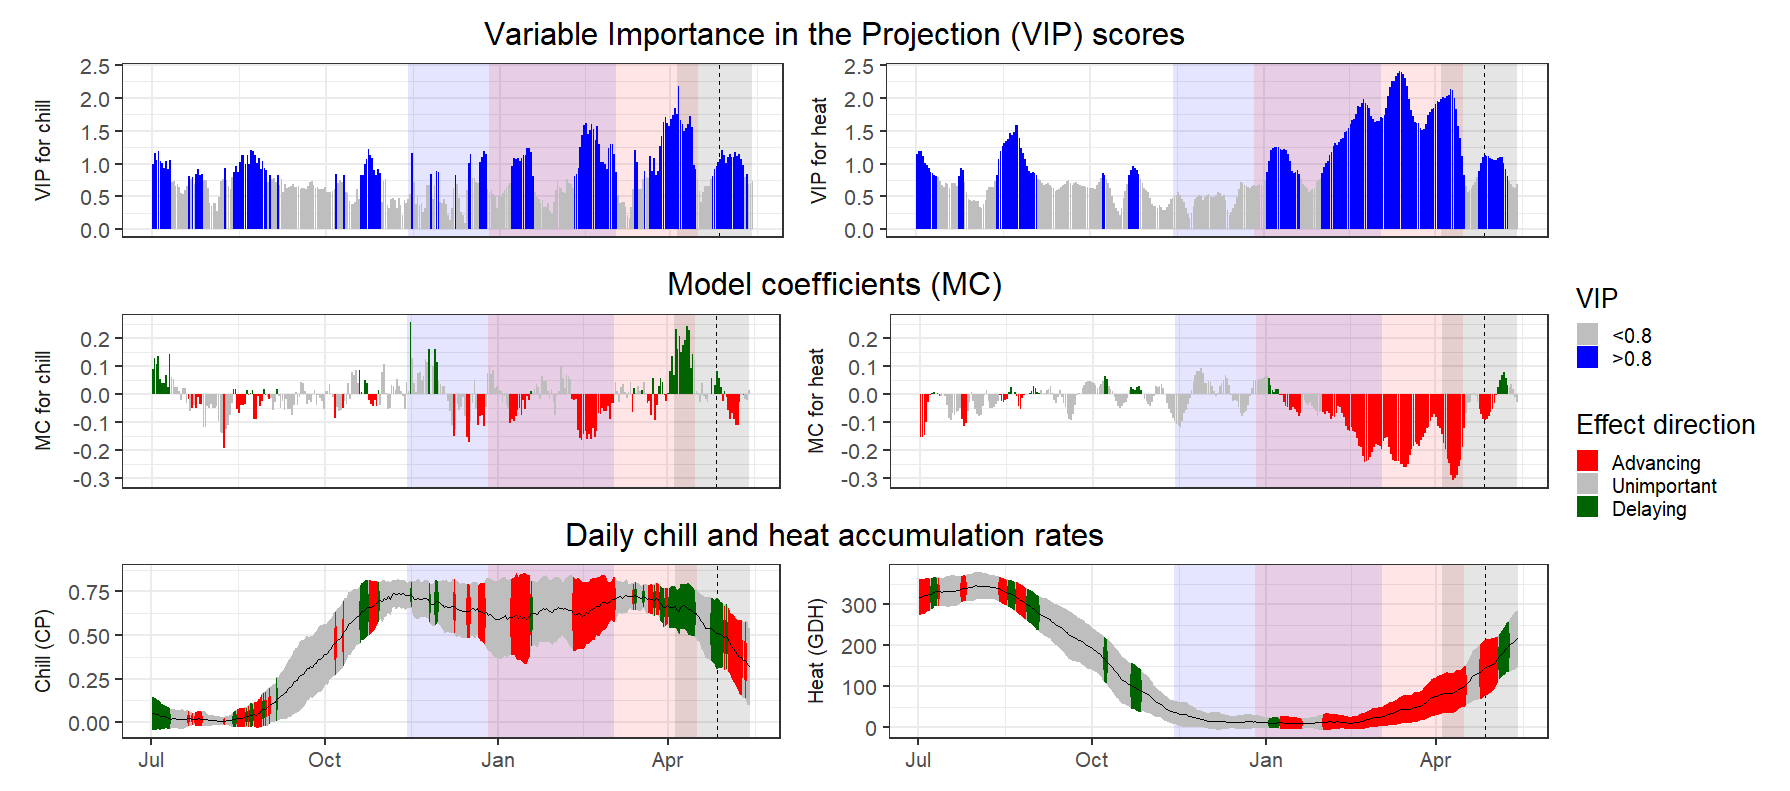 Variable Importance in the Projection (VIP) scores
VIP for chill
2.5
2.0
1.5
1.0
0.5
0.0
VIP for heat
2.5
2.0
1.5
1.0
0.5
0.0
Model coefficients (MC)
MC for chill
0.2
0.1
0.0
-0.1
-0.2
-0.3
MC for heat
0.2
0.1
0.0
-0.1
-0.2
-0.3
VIP
<0.8
>0.8
Effect direction
Advancing
Unimportant
Delaying
Daily chill and heat accumulation rates
Chill (CP)
0.75
0.50
0.25
0.00
Jul
Oct
Jan
Apr
Heat (GDH)
300
200
100
0
Jul
Oct
Jan
Apr